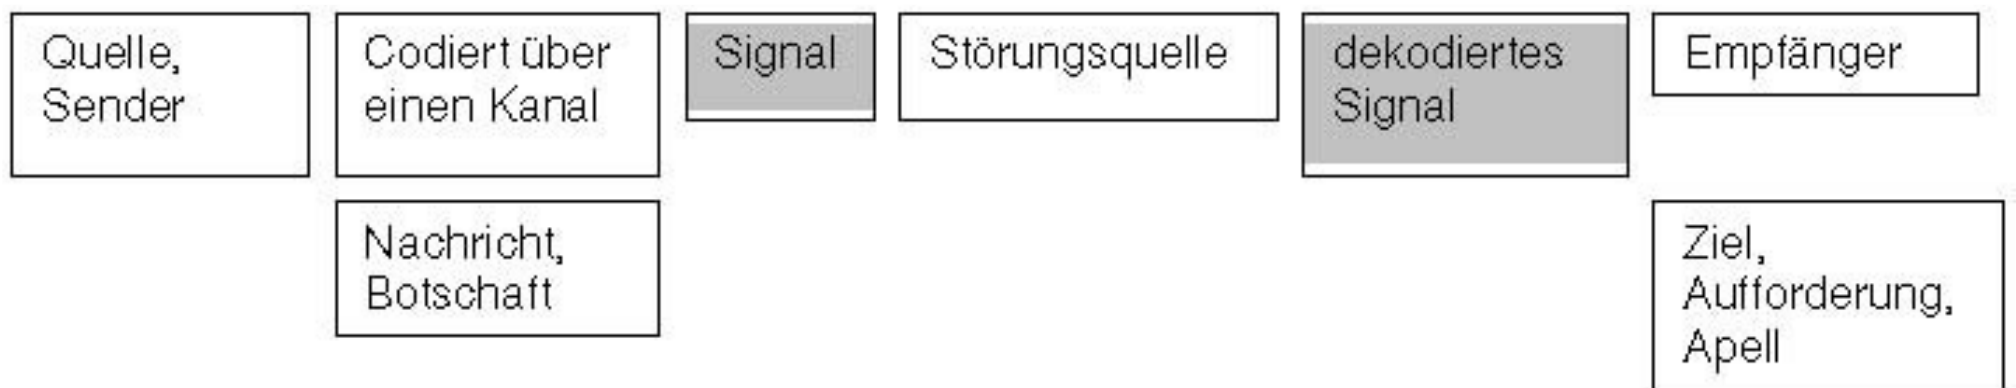 Quelle,
Sender
Codiert über
einen Kanal
Signal
Störungsquelle
dekodiertes
Signal
Empfänger
Nachricht,
Botschaft
Ziel,
Aufforderung,
Apell